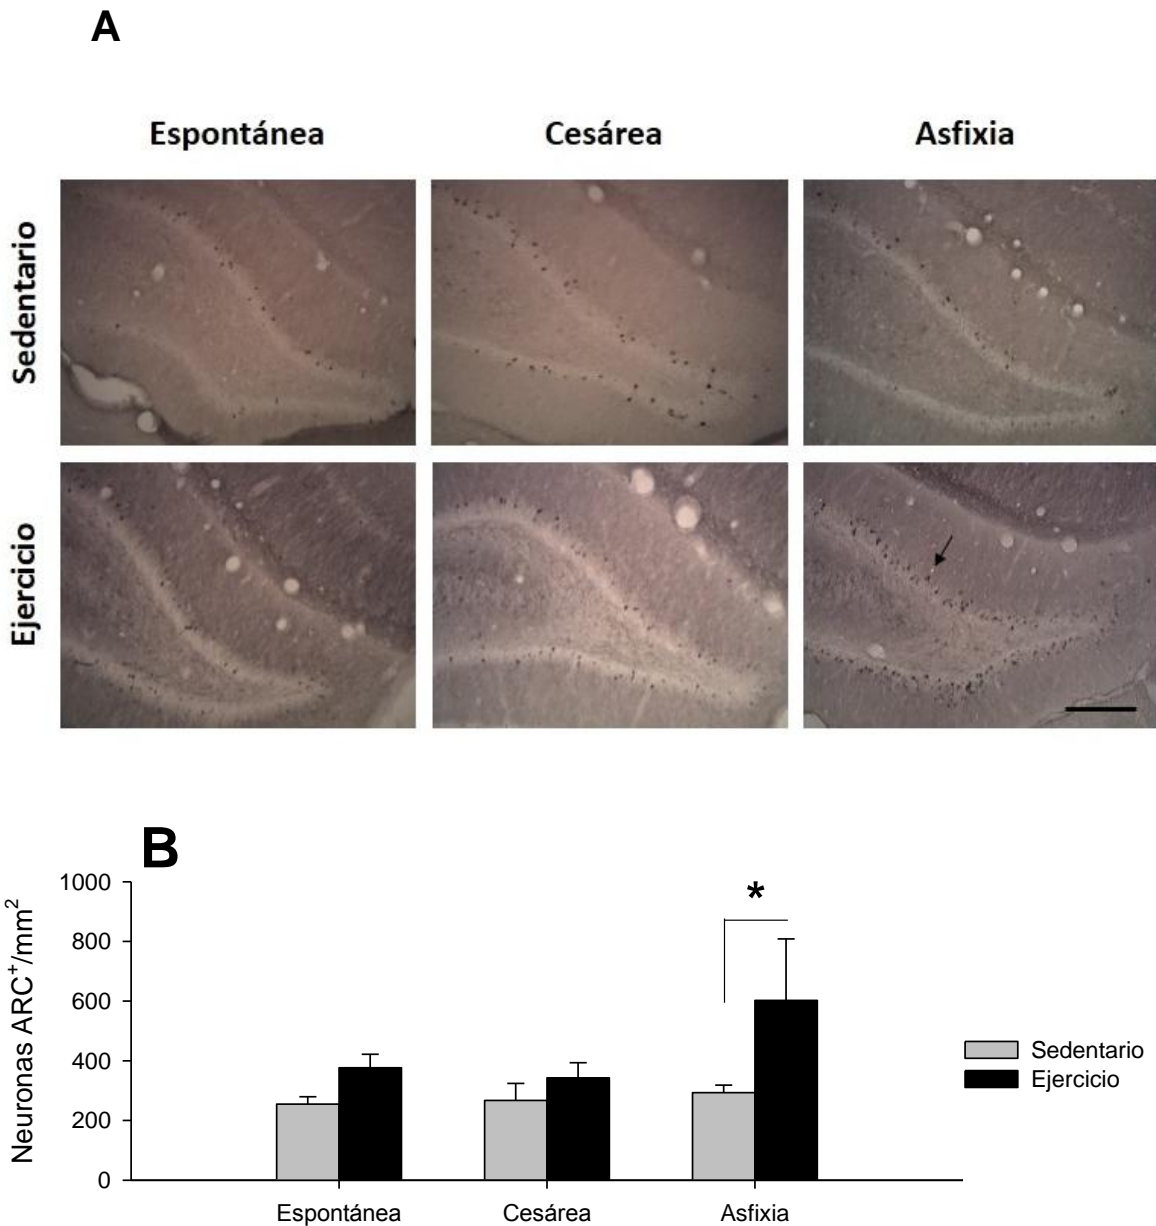 A
Espontánea Cesárea Asfixia
Sedentario
Ejercicio
B
*
1000
800
600
400
200
0
Neuronas ARC⁺/mm²
Espontánea Cesárea Asfixia
Sedentario
Ejercicio